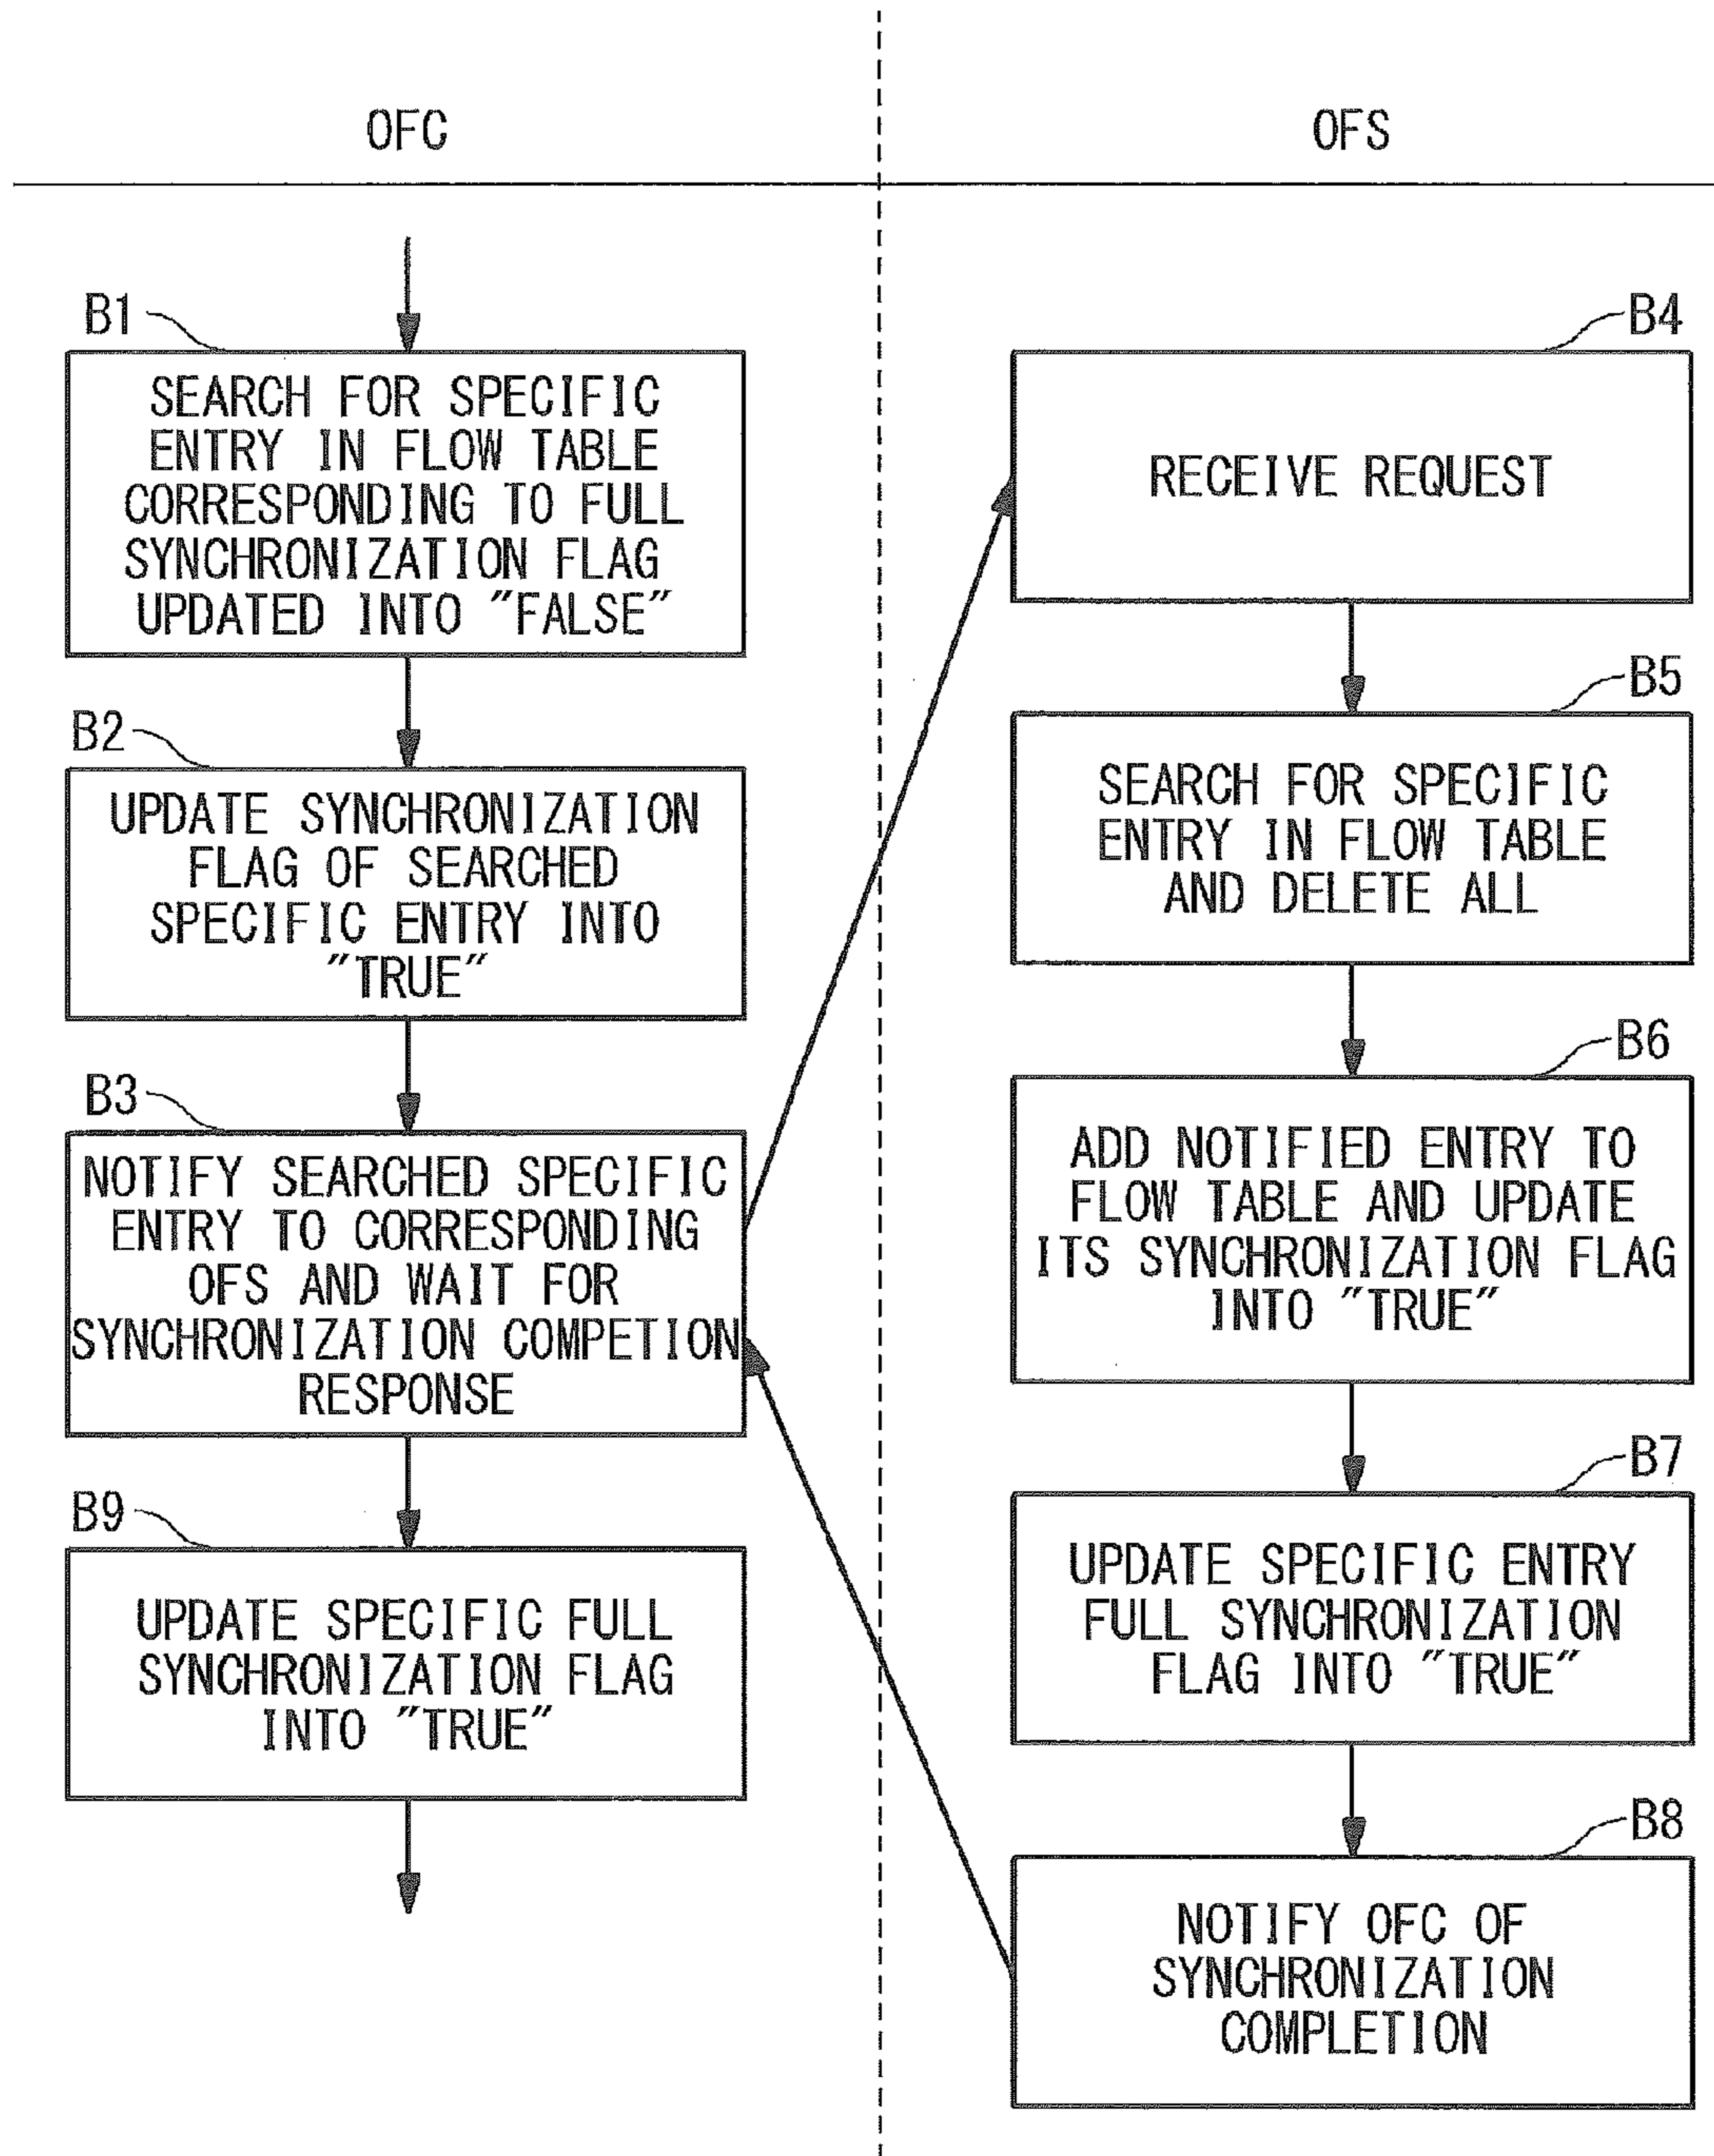 OFC
OFS
B1
SEARCH FOR SPECIFIC
ENTRY IN FLOW TABLE
CORRESPONDING TO FULL
SYNCHRONIZATION FLAG
UPDATED INTO "FALSE"
B2
UPDATE SYNCHRONIZATION
FLAG OF SEARCHED
SPECIFIC ENTRY INTO
"TRUE"
B3
NOTIFY SEARCHED SPECIFIC
ENTRY TO CORRESPONDING
OFS AND WAIT FOR
SYNCHRONIZATION COMPETION
RESPONSE
B9
UPDATE SPECIFIC FULL
SYNCHRONIZATION FLAG
INTO "TRUE"
B4
RECEIVE REQUEST
B5
SEARCH FOR SPECIFIC
ENTRY IN FLOW TABLE
AND DELETE ALL
B6
ADD NOTIFIED ENTRY TO
FLOW TABLE AND UPDATE
ITS SYNCHRONIZATION FLAG
INTO "TRUE"
B7
UPDATE SPECIFIC ENTRY
FULL SYNCHRONIZATION
FLAG INTO "TRUE"
B8
NOTIFY OFC OF
SYNCHRONIZATION
COMPLETION